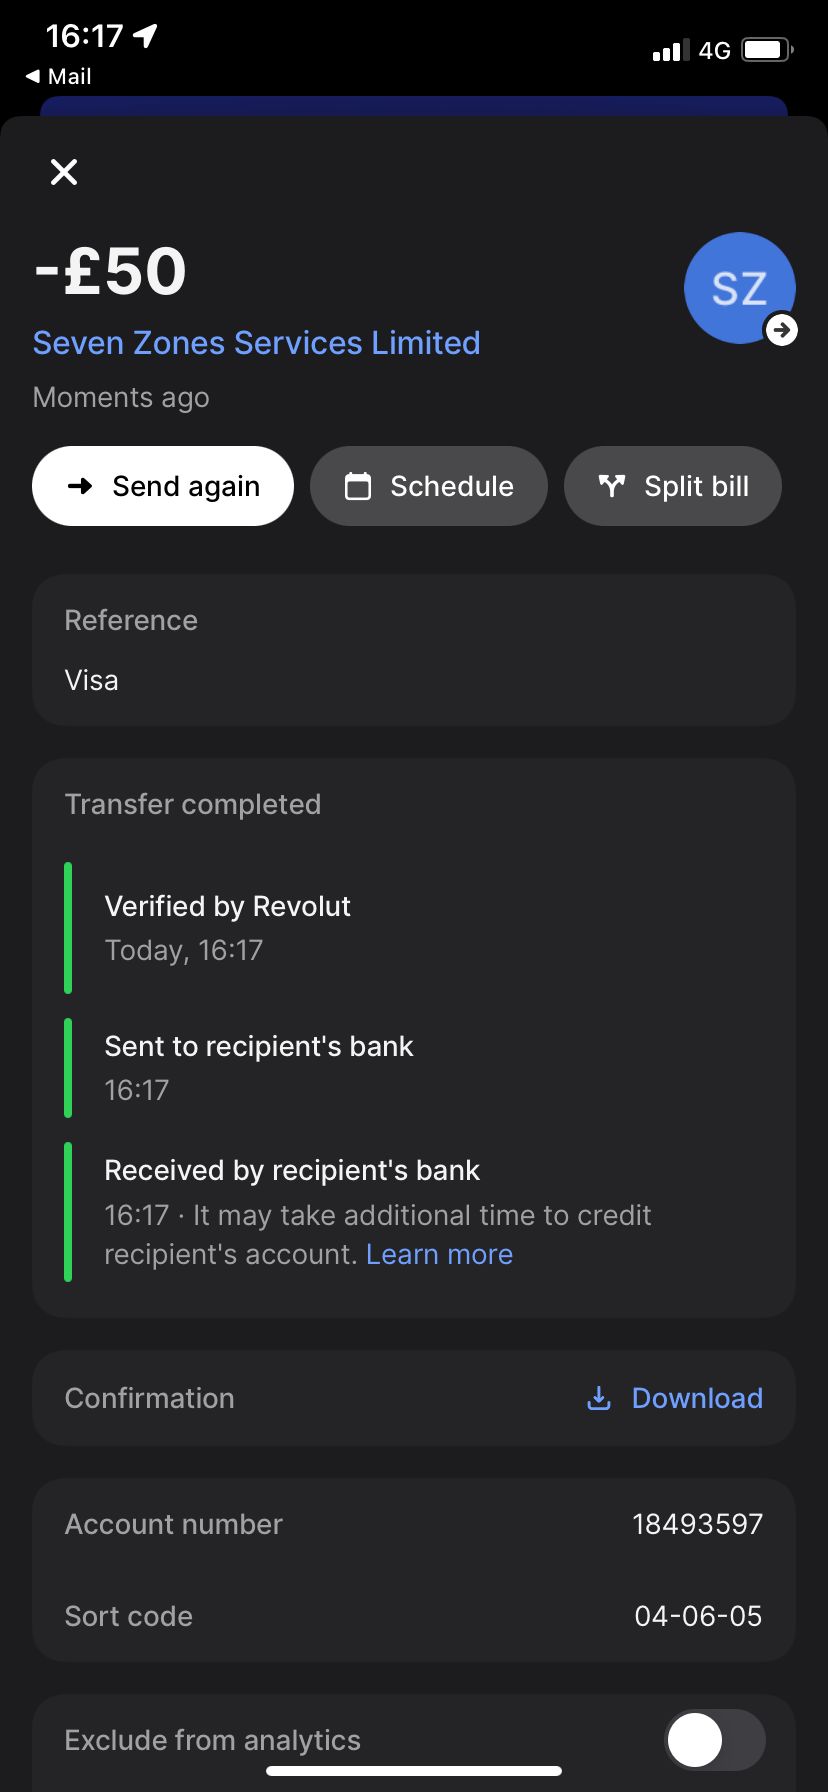 16:17
4G
Mail
-£50
SZ
Seven Zones Services Limited
Moments ago
Send again
Schedule
Split bill
Reference
Visa
Transfer completed
Verified by Revolut
Today, 16:17
Sent to recipient's bank
16:17
Received by recipient's bank
16:17 · It may take additional time to credit
recipient's account. Learn more
Confirmation
Download
Account number
18493597
Sort code
04-06-05
Exclude from analytics